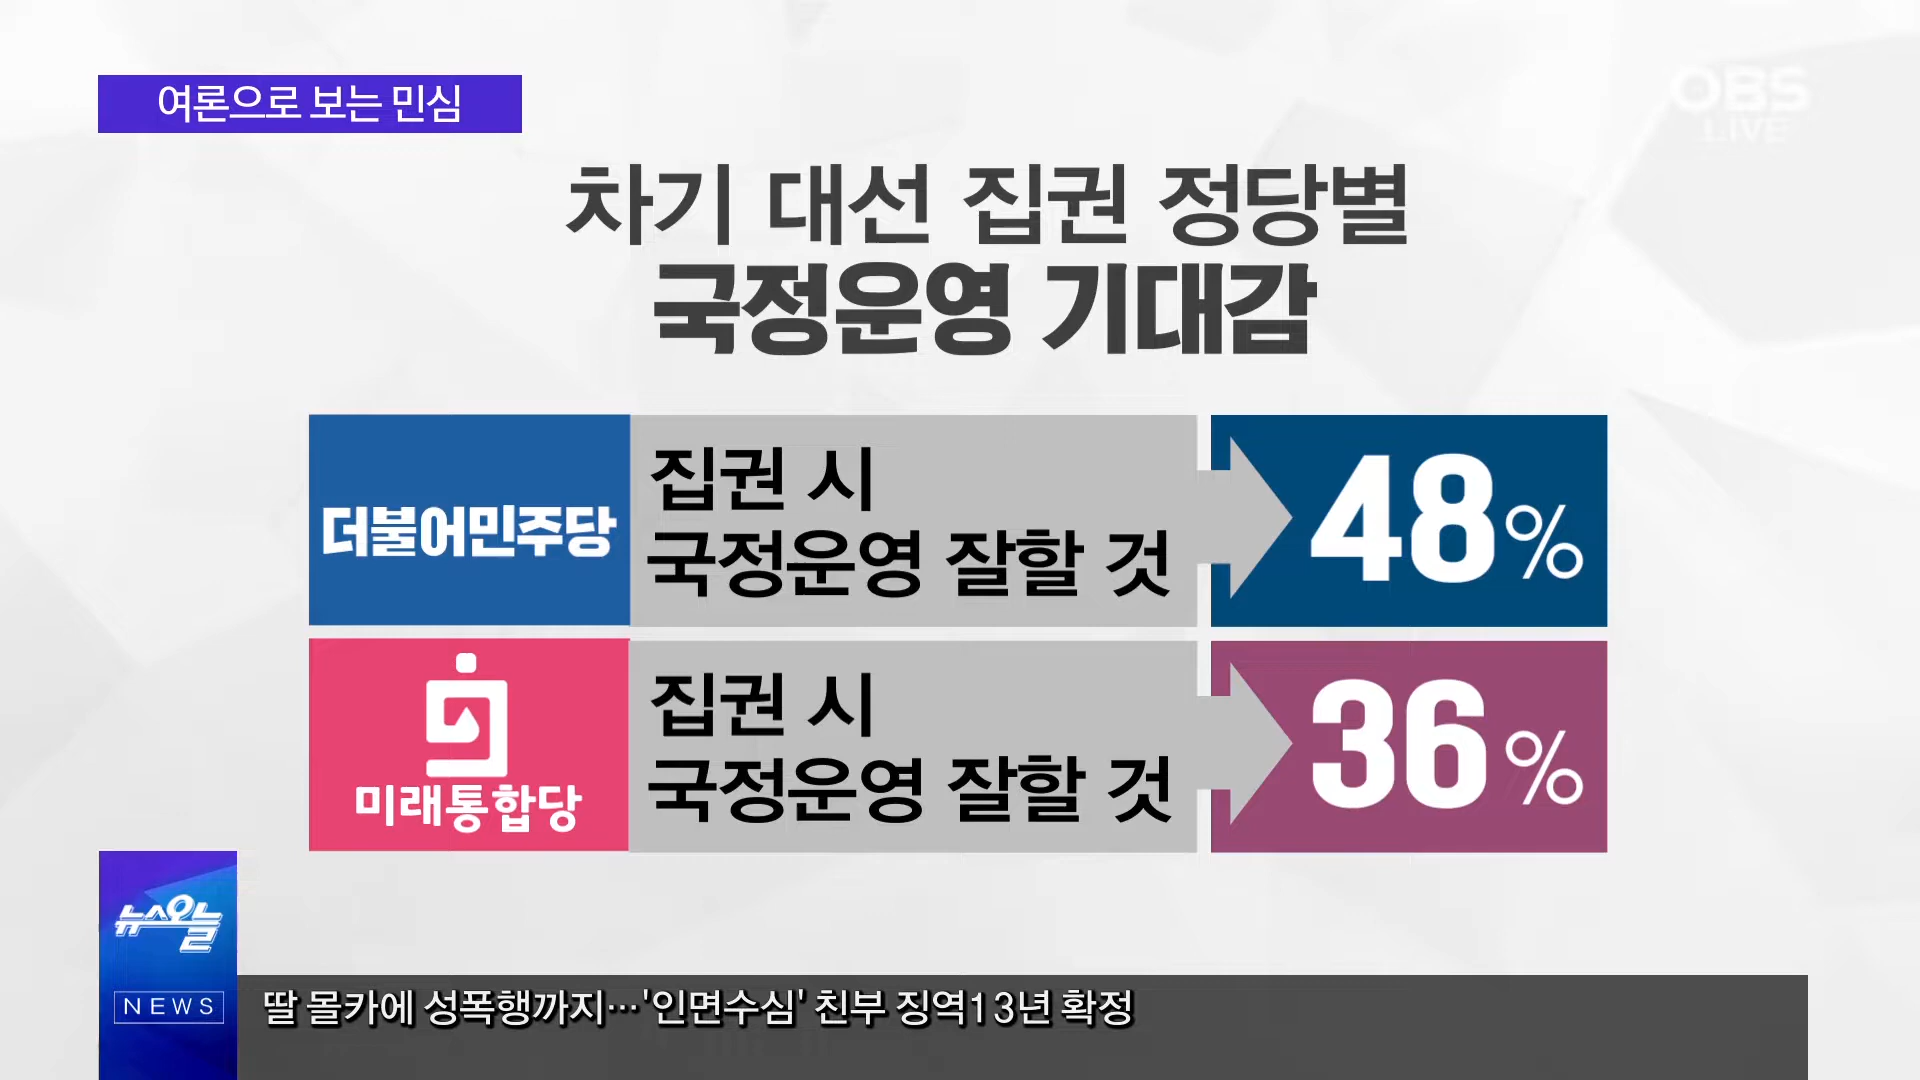 여론으로 보는 민심
OBS
LIVE
차기 대선 집권 정당별
국정운영 기대감
더불어민주당
집권 시
국정운영 잘할 것
48%
미래통합당
집권 시
국정운영 잘할 것
36%
뉴스오늘
NEWS
딸 몰카에 성폭행까지…'인면수심' 친부 징역13년 확정